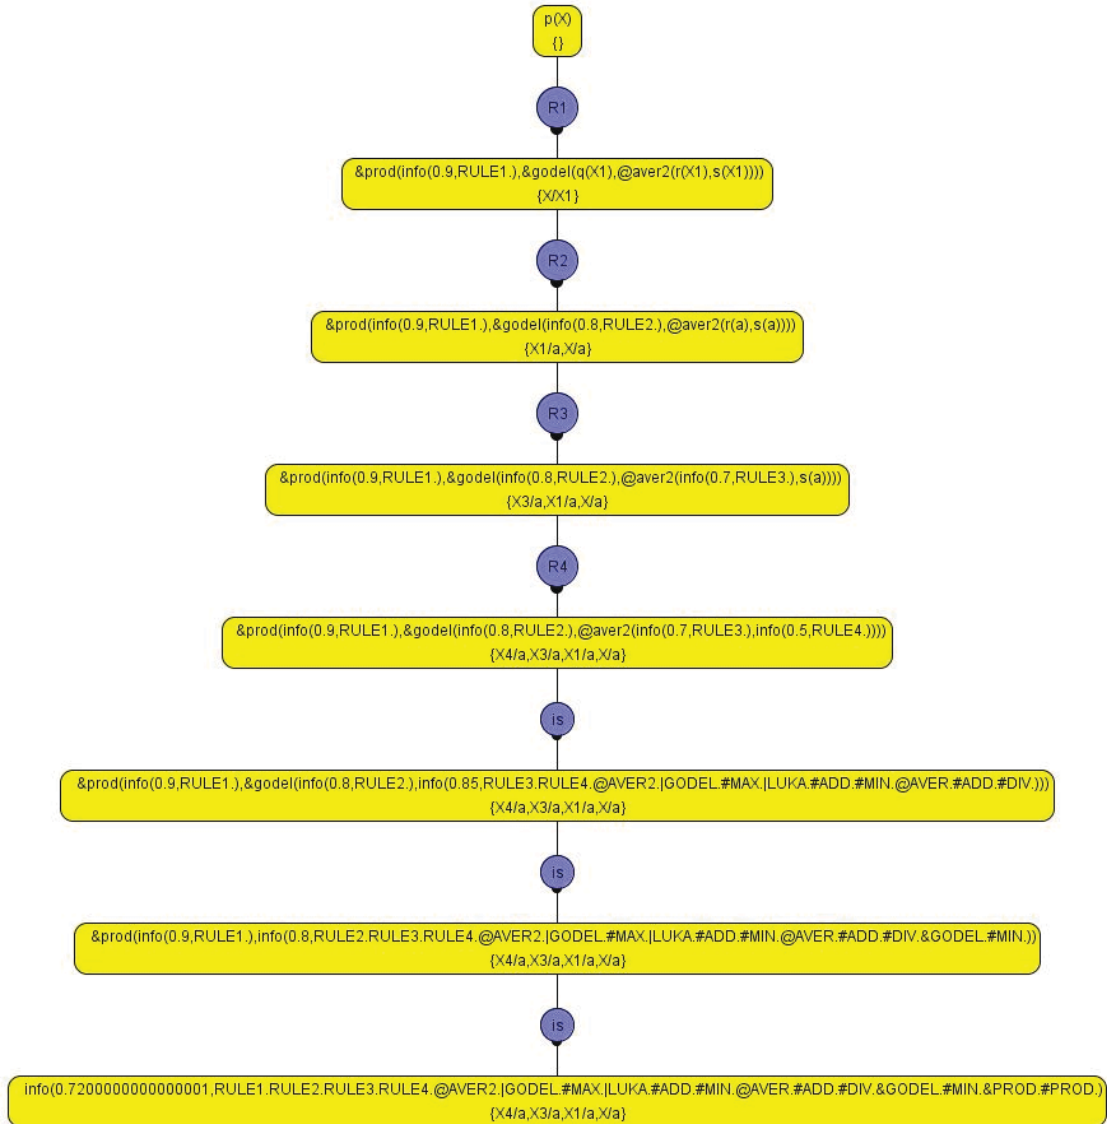 p(X)
{}
R1
&prod(info(0.9,RULE1.),&godel(q(X1),@aver2(r(X1),s(X1))))
{X/X1}
R2
&prod(info(0.9,RULE1.),&godel(info(0.8,RULE2.),@aver2(r(a),s(a))))
{X1/a,X/a}
R3
&prod(info(0.9,RULE1.),&godel(info(0.8,RULE2.),@aver2(info(0.7,RULE3.),s(a))))
{X3/a,X1/a,X/a}
R4
&prod(info(0.9,RULE1.),&godel(info(0.8,RULE2.),@aver2(info(0.7,RULE3.),info(0.5,RULE4.))))
{X4/a,X3/a,X1/a,X/a}
is
&prod(info(0.9,RULE1.),&godel(info(0.8,RULE2.),info(0.85,RULE3.RULE4.@AVER2.|GODEL.#MAX.|LUKA.#ADD.#MIN.@AVER.#ADD.#DIV.)))
{X4/a,X3/a,X1/a,X/a}
is
&prod(info(0.9,RULE1.),info(0.8,RULE2.RULE3.RULE4.@AVER2.|GODEL.#MAX.|LUKA.#ADD.#MIN.@AVER.#ADD.#DIV.&GODEL.#MIN.))
{X4/a,X3/a,X1/a,X/a}
is
info(0.7200000000000001,RULE1.RULE2.RULE3.RULE4.@AVER2.|GODEL.#MAX.|LUKA.#ADD.#MIN.@AVER.#ADD.#DIV.&GODEL.#MIN.&PROD.#PROD.)
{X4/a,X3/a,X1/a,X/a}